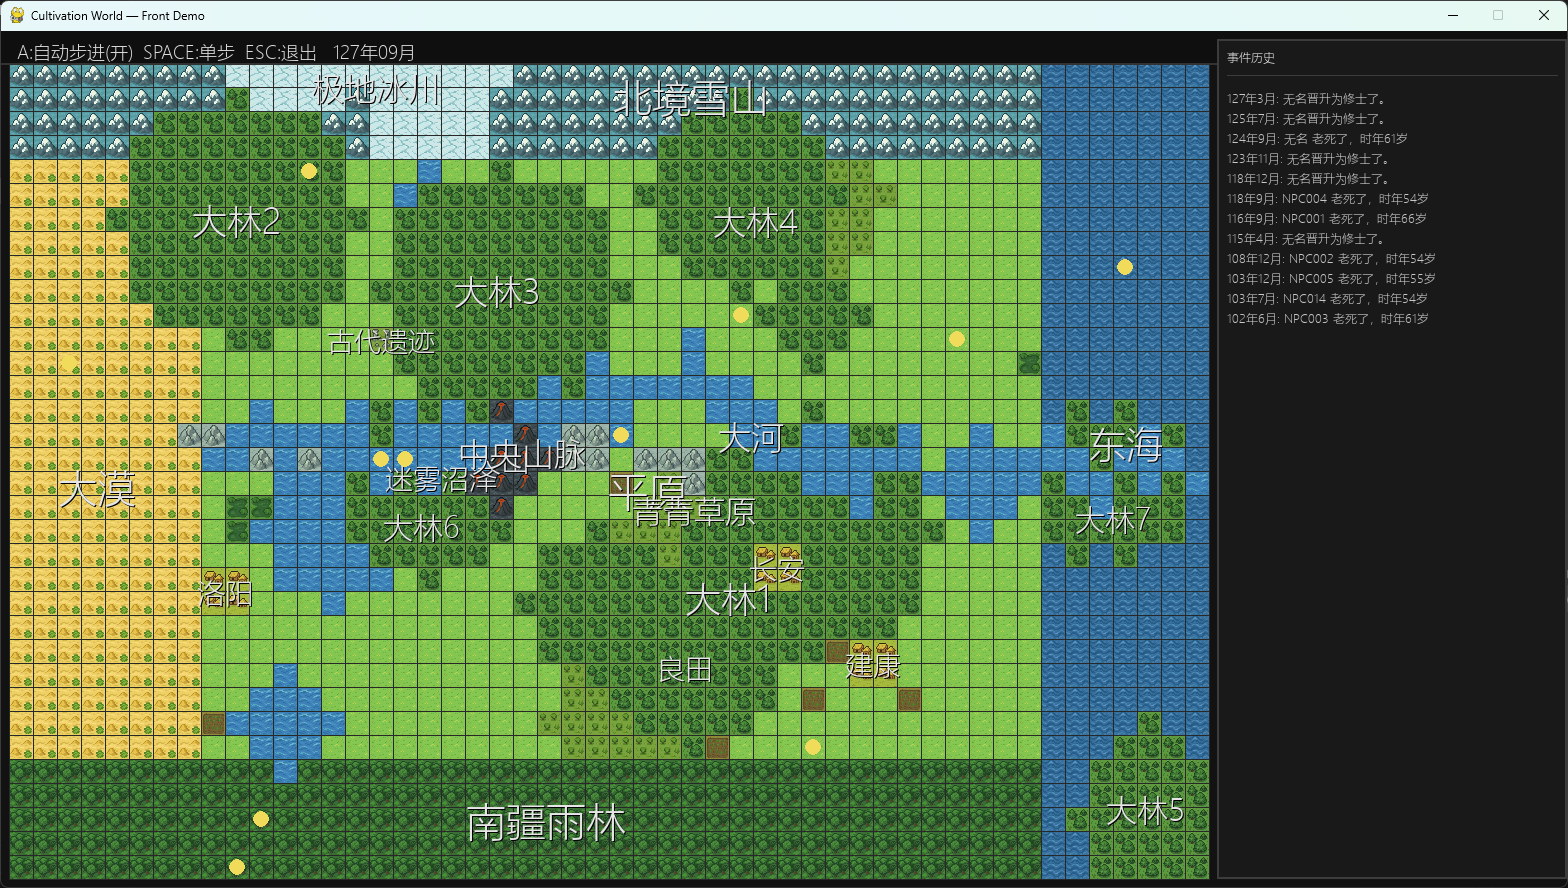 Cultivation World — Front Demo
A:自动步进(开) SPACE:单步 ESC:退出 127年09月
事件历史
127年3月: 无名晋升为修士了。
125年7月: 无名晋升为修士了。
124年9月: 无名 老死了，时年61岁
123年11月: 无名晋升为修士了。
118年12月: 无名晋升为修士了。
118年9月: NPC004 老死了，时年54岁
116年9月: NPC001 老死了，时年66岁
115年4月: 无名晋升为修士了。
108年12月: NPC002 老死了，时年54岁
103年12月: NPC005 老死了，时年55岁
103年7月: NPC014 老死了，时年54岁
102年6月: NPC003 老死了，时年61岁
极地冰川
北境雪山
大林2
大林4
大林3
古代遗迹
大河
东海
中央山脉
迷雾沼泽
大漠
平原
菁菁草原
大林6
大林7
长安
洛阳
大林1
良田
建康
大林5
南疆雨林